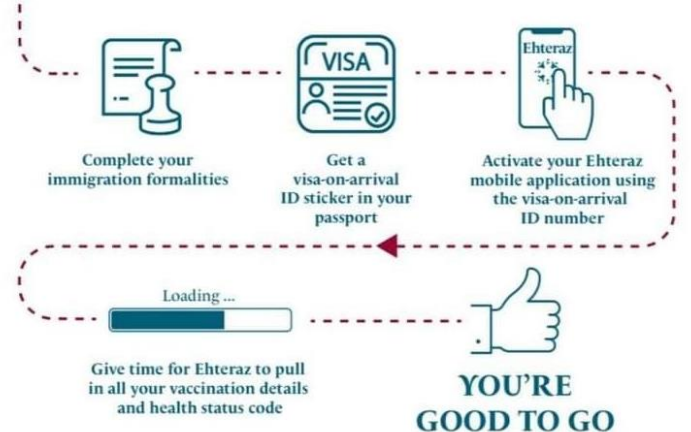 Complete your
immigration formalities
VISA
Get a
visa-on-arrival
ID sticker in your
passport
Ehteraz
Activate your Ehteraz
mobile application using
the visa-on-arrival
ID number
Loading ...
Give time for Ehteraz to pull
in all your vaccination details
and health status code
YOU'RE
GOOD TO GO